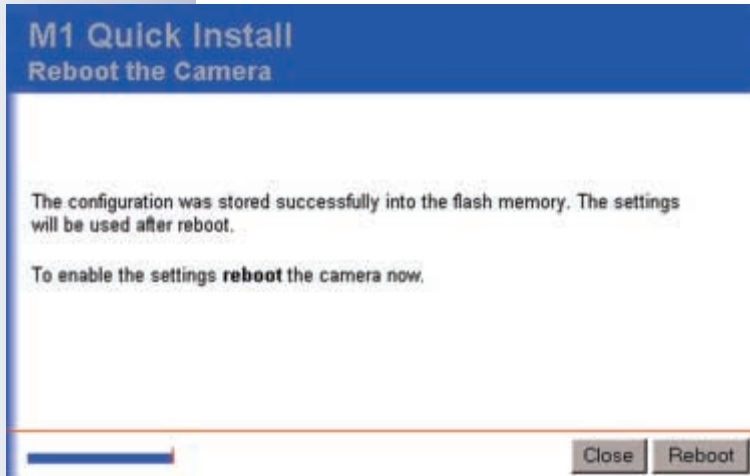 M1 Quick Install
Reboot the Camera
The configuration was stored successfully into the flash memory. The settings
will be used after reboot.
To enable the settings reboot the camera now.
Close
Reboot